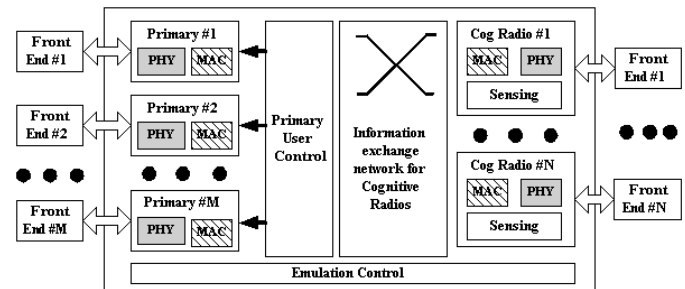 Front
End #1
Primary #1
PHY
MAC
Front
End #2
Primary #2
PHY
MAC
Front
End #M
Primary #M
PHY
MAC
Primary
User
Control
Information
exchange
network for
Cognitive
Radios
Cog Radio #1
MAC
PHY
Sensing
Front
End #1
Cog Radio #N
MAC
PHY
Sensing
Front
End #N
Emulation Control